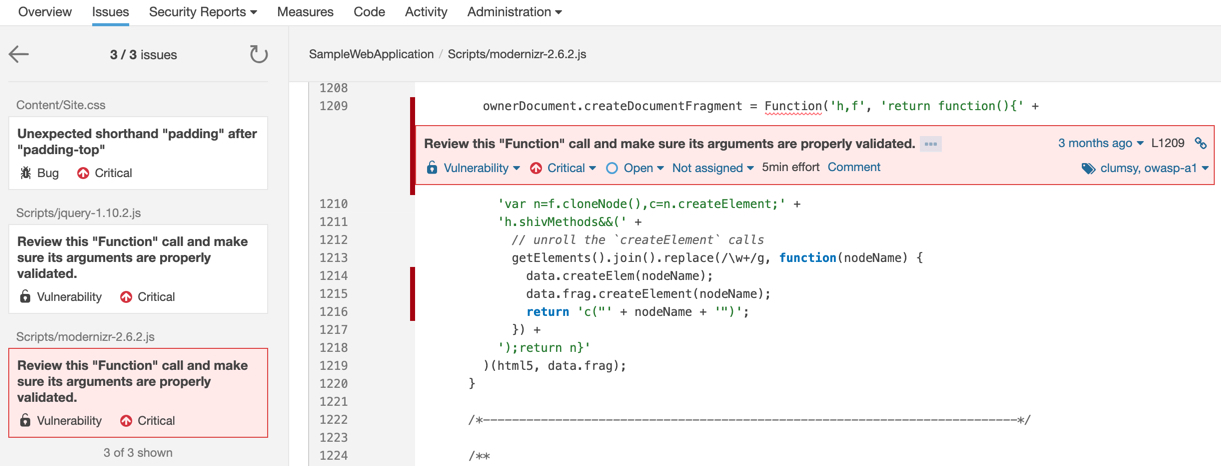 Overview Issues Security Reports Measures Code Activity Administration
3 / 3 issues
Content/Site.css
Unexpected shorthand "padding" after
"padding-top"
Bug Critical
Scripts/jquery-1.10.2.js
Review this "Function" call and make
sure its arguments are properly
validated.
Vulnerability Critical
Scripts/modernizr-2.6.2.js
Review this "Function" call and make
sure its arguments are properly
validated.
Vulnerability Critical
3 of 3 shown
SampleWebApplication / Scripts/modernizr-2.6.2.js
1208
1209 ownerDocument.createDocumentFragment = Function('h,f', 'return function(){' +
Review this "Function" call and make sure its arguments are properly validated. ••• 3 months ago L1209
Vulnerability Critical Open Not assigned 5min effort Comment clumsy, owasp-a1
1210 'var n=f.cloneNode(),c=n.createElement;' +
1211 'h.shivMethods&&(' +
1212 // unroll the `createElement` calls
1213 getElements().join().replace(/\w+/g, function(nodeName) {
1214 data.createElem(nodeName);
1215 data.frag.createElement(nodeName);
1216 return 'c("' + nodeName + '")';
1217 }) +
1218 ');return n}'
1219 )(html5, data.frag);
1220 }
1221
1222 /*--------------------------------------------------------------------------*/
1223
1224 /**